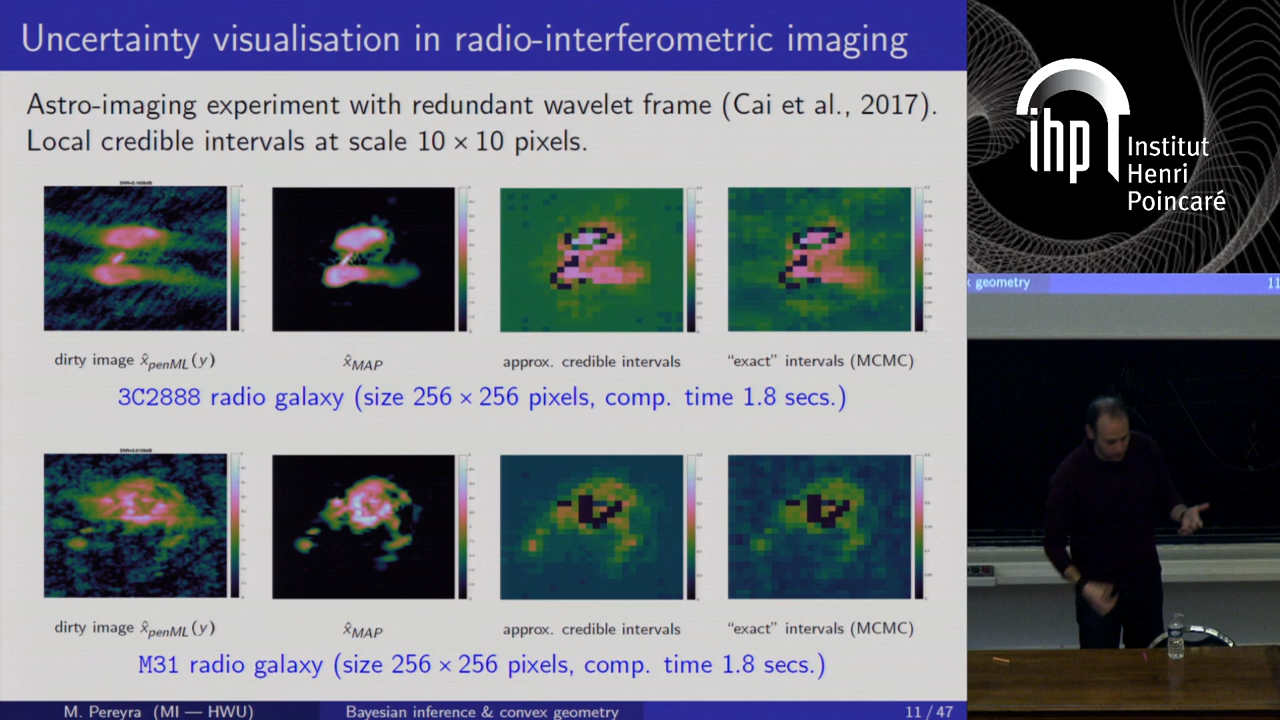 Uncertainty visualisation in radio-interferometric imaging
Astro-imaging experiment with redundant wavelet frame (Cai et al., 2017).
Local credible intervals at scale 10 × 10 pixels.
dirty image x̂penML(y)
x̂MAP
approx. credible intervals
“exact” intervals (MCMC)
3C2888 radio galaxy (size 256 × 256 pixels, comp. time 1.8 secs.)
dirty image x̂penML(y)
x̂MAP
approx. credible intervals
“exact” intervals (MCMC)
M31 radio galaxy (size 256 × 256 pixels, comp. time 1.8 secs.)
M. Pereyra (MI — HWU)
Bayesian inference & convex geometry
11 / 47
ihp
Institut
Henri
Poincaré
x geometry
11